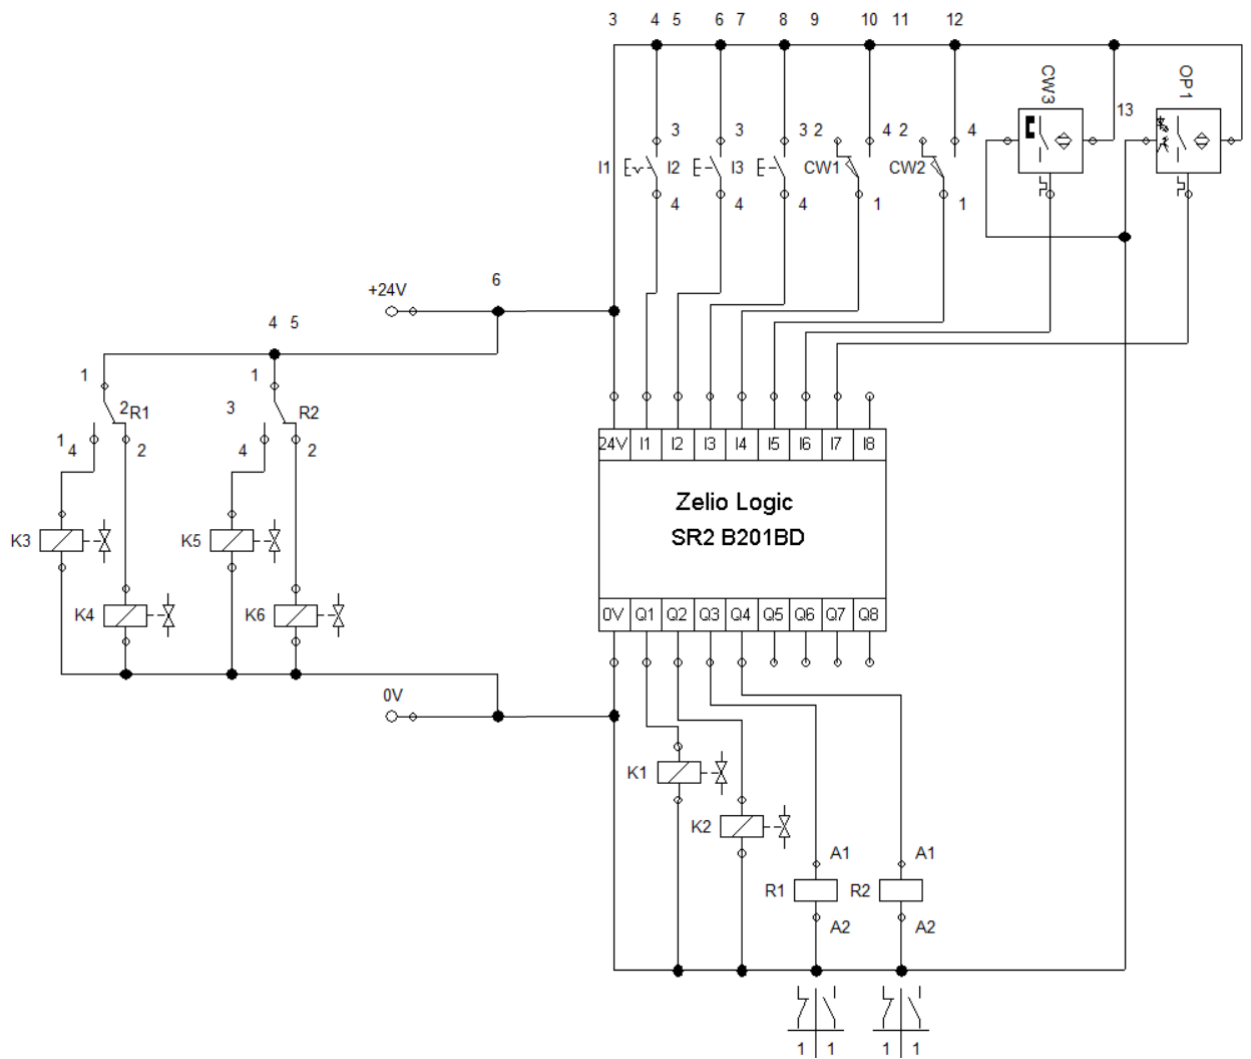 3 4 5 6 7 8 9 10 11 12
CW3 OP1
13
3 3 3 2 4 2 4
I1 I2 I3 CW1 CW2
4 4 4 1 1
6
+24V
4 5
1 1
2 R1 3 R2
1 4 2 4 2
24V I1 I2 I3 I4 I5 I6 I7 I8
Zelio Logic
SR2 B201BD
K3 K5
K4 K6
0V Q1 Q2 Q3 Q4 Q5 Q6 Q7 Q8
0V
K1
K2
A1 A1
R1 R2
A2 A2
1 1 1 1